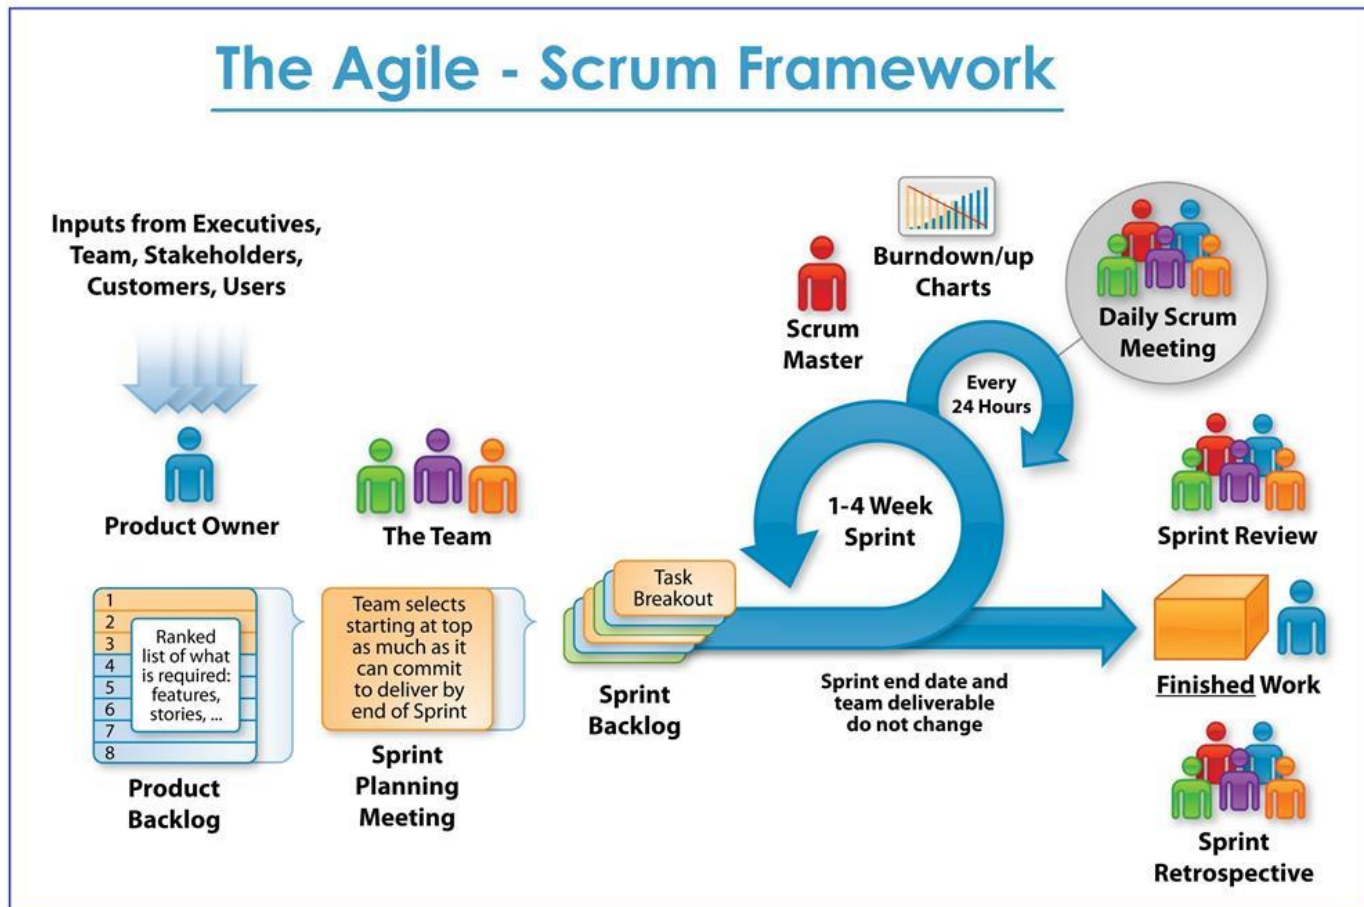 The Agile - Scrum Framework
Inputs from Executives,
Team, Stakeholders,
Customers, Users
Product Owner
The Team
1
2
3
4
5
6
7
8
Ranked
list of what
is required:
features,
stories, ...
Product
Backlog
Team selects
starting at top
as much as it
can commit
to deliver by
end of Sprint
Sprint
Planning
Meeting
Task
Breakout
Sprint
Backlog
Scrum
Master
Burndown/up
Charts
Every
24 Hours
Daily Scrum
Meeting
1-4 Week
Sprint
Sprint end date and
team deliverable
do not change
Sprint Review
Finished Work
Sprint
Retrospective